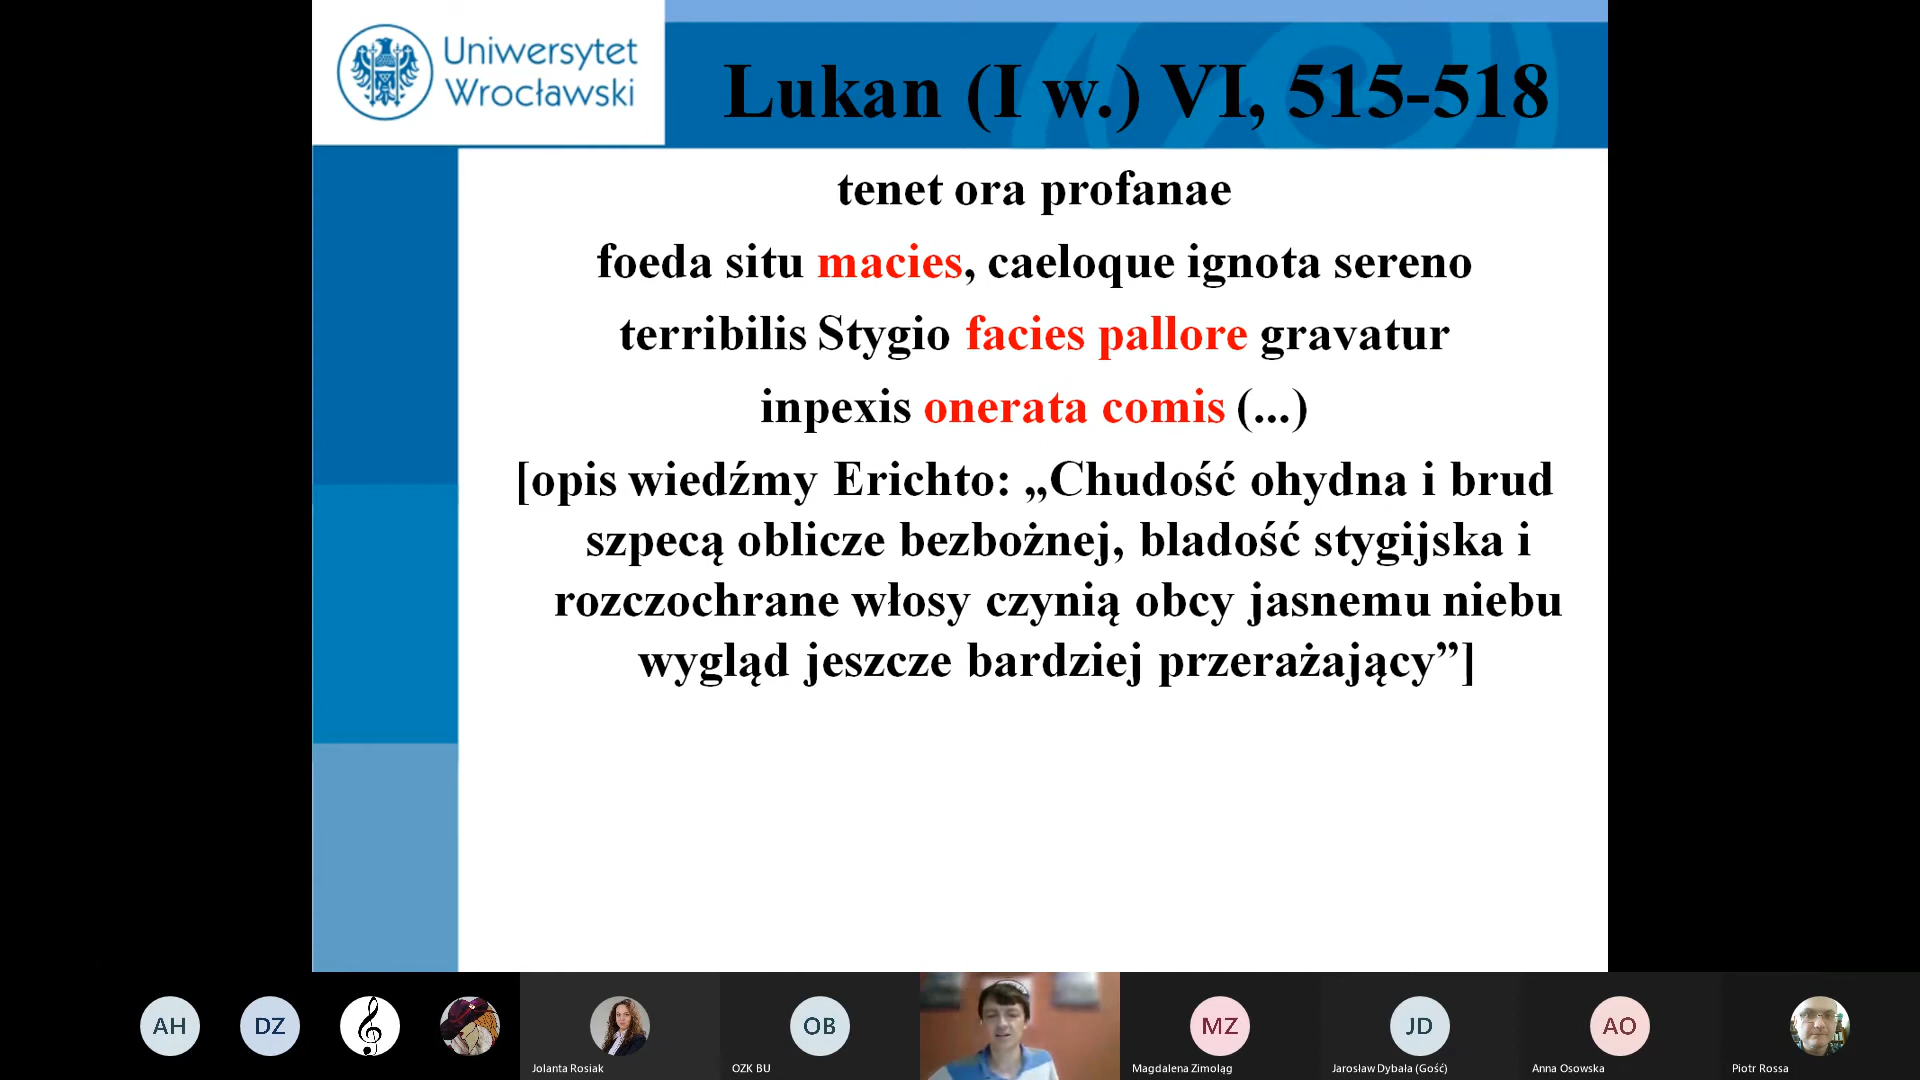 Uniwersytet
Wrocławski
Lukan (I w.) VI, 515-518
tenet ora profanae
foeda situ macies, caeloque ignota sereno
terribilis Stygio facies pallore gravatur
inpexis onerata comis (...)
[opis wiedźmy Erichto: „Chudość ohydna i brud
szpecą oblicze bezbożnej, bladość stygijska i
rozczochrane włosy czynią obcy jasnemu niebu
wygląd jeszcze bardziej przerażający”]
AH
DZ
Jolanta Rosiak
OB
OZK BU
MZ
Magdalena Zimoląg
JD
Jarosław Dybała (Gość)
AO
Anna Osowska
Piotr Rossa